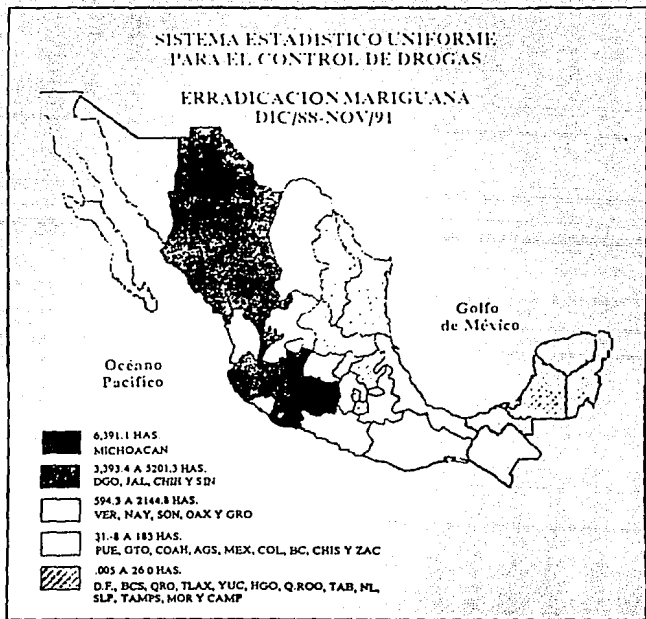 SISTEMA ESTADISTICO UNIFORME
PARA EL CONTROL DE DROGAS
ERRADICACION MARIGUANA
DIC/88-NOV/91
Golfo
de México
Océano
Pacifico
6,391.1 HAS.
MICHOACAN
3,393.4 A 5201.3 HAS.
DGO, JAL, CHIH Y SIN
594.3 A 2144.8 HAS.
VER, NAY, SON, OAX Y GRO
31.-8 A 183 HAS.
PUE, GTO, COAH, AGS, MEX, COL, BC, CHIS Y ZAC
.005 A 26.0 HAS.
D.F., BCS, QRO, TLAX, YUC, HGO, Q.ROO, TAB, NL,
SLP, TAMPS, MOR Y CAMP